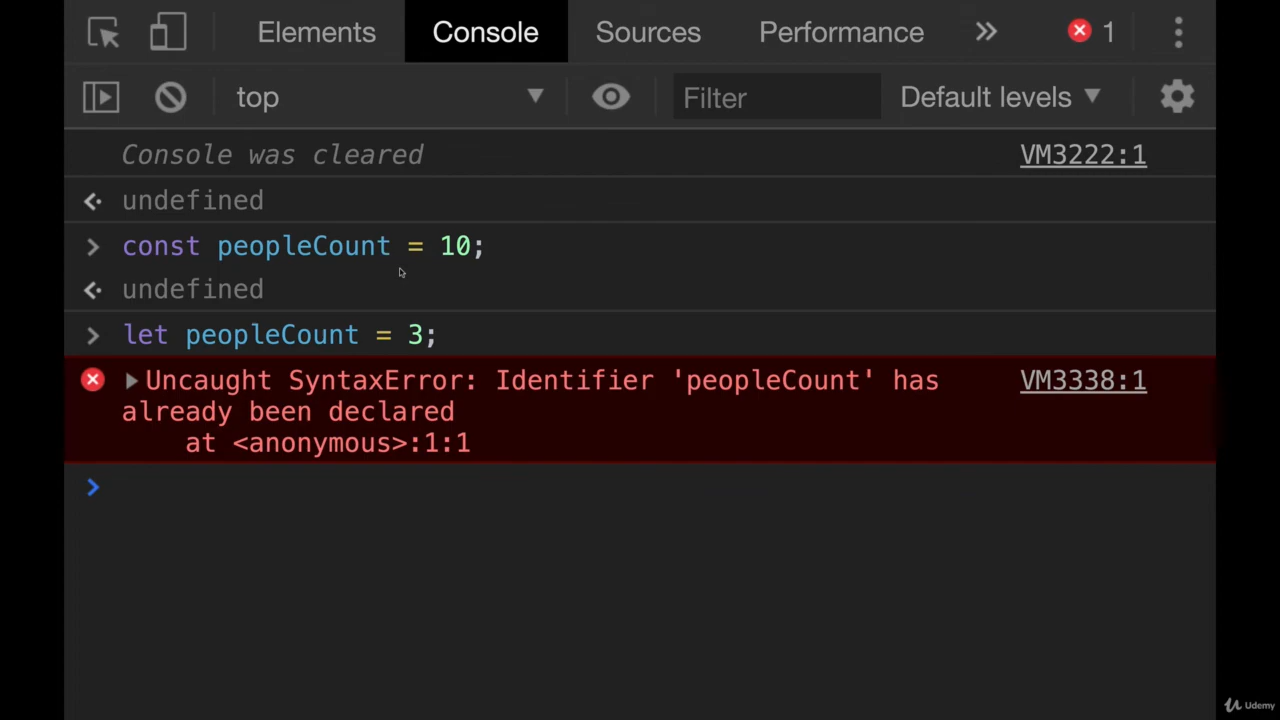 Elements Console Sources Performance 1
top Filter Default levels
Console was cleared VM3222:1
undefined
const peopleCount = 10;
undefined
let peopleCount = 3;
Uncaught SyntaxError: Identifier 'peopleCount' has VM3338:1
already been declared
at <anonymous>:1:1
Udemy